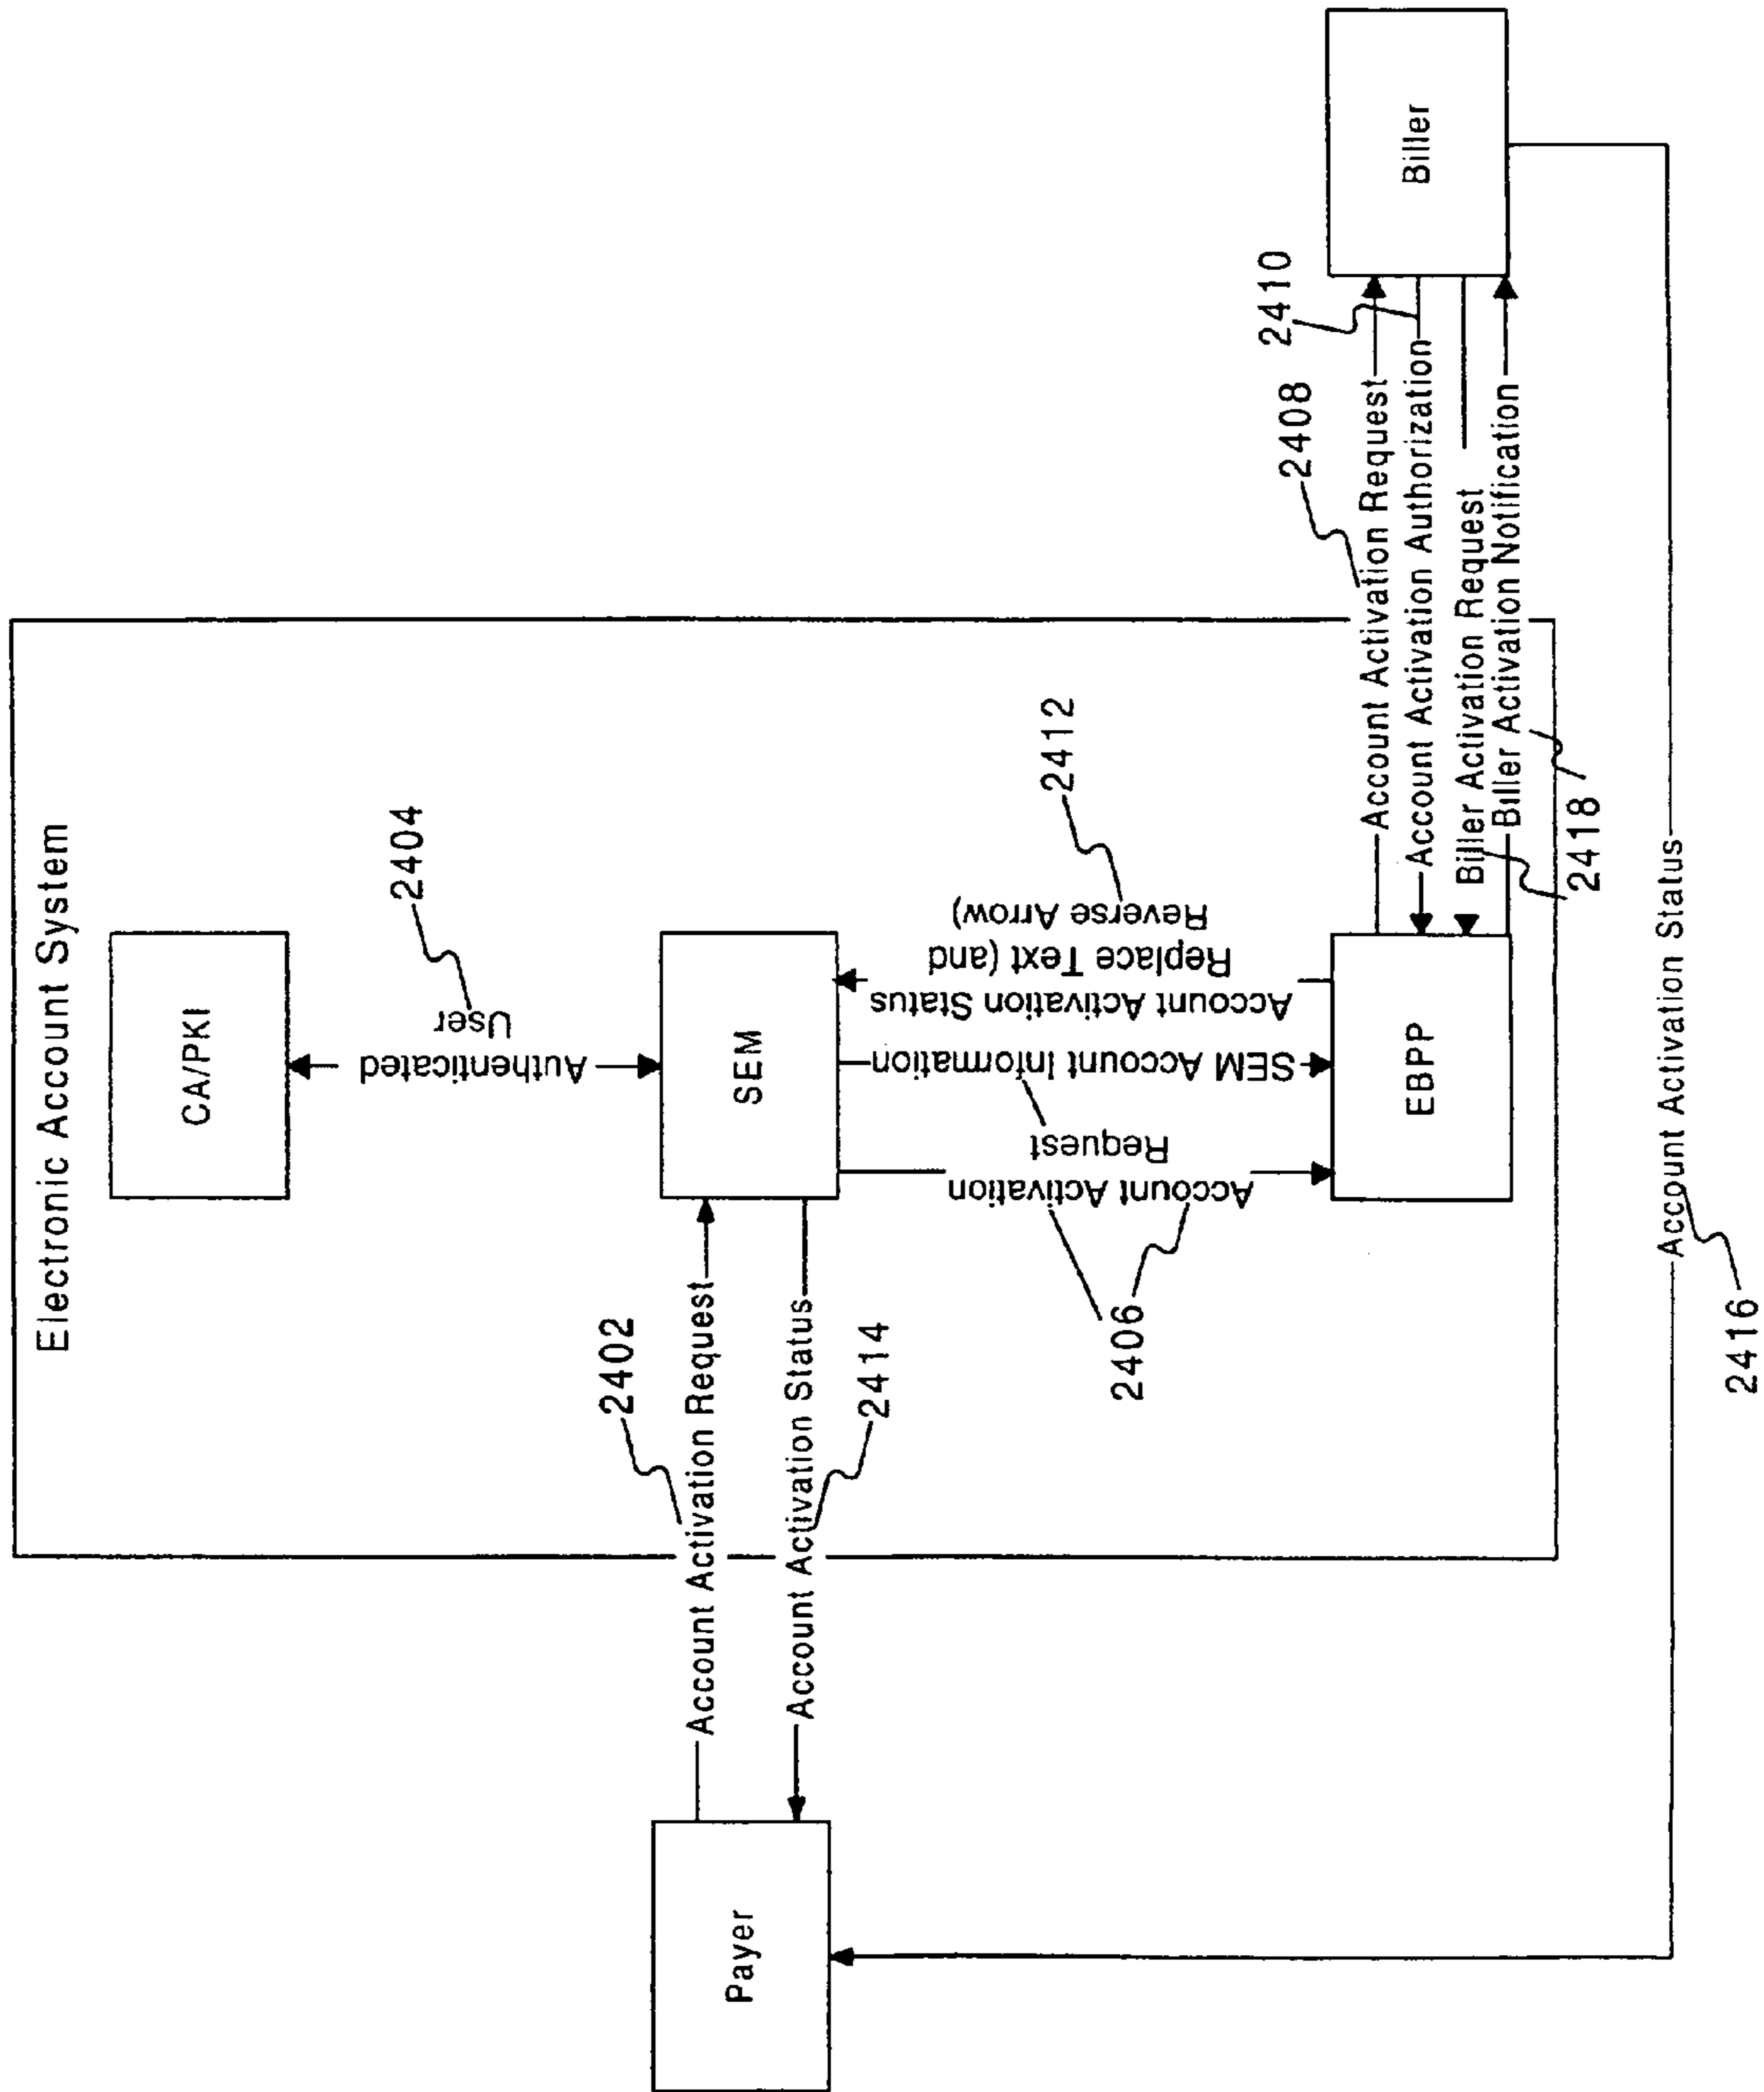 Electronic Account System
CA/PKI
2404
User
Authenticated
2402
Account Activation Request
SEM
Payer
Account Activation Status
2414
2406
Account Activation
Request
SEM Account Information
Account Activation Status
Replace Text (and
Reverse Arrow)
2412
2408
2410
Account Activation Request
Biller
Account Activation Authorization
EBPP
Biller Activation Request
Biller Activation Notification
2418
Account Activation Status
2416